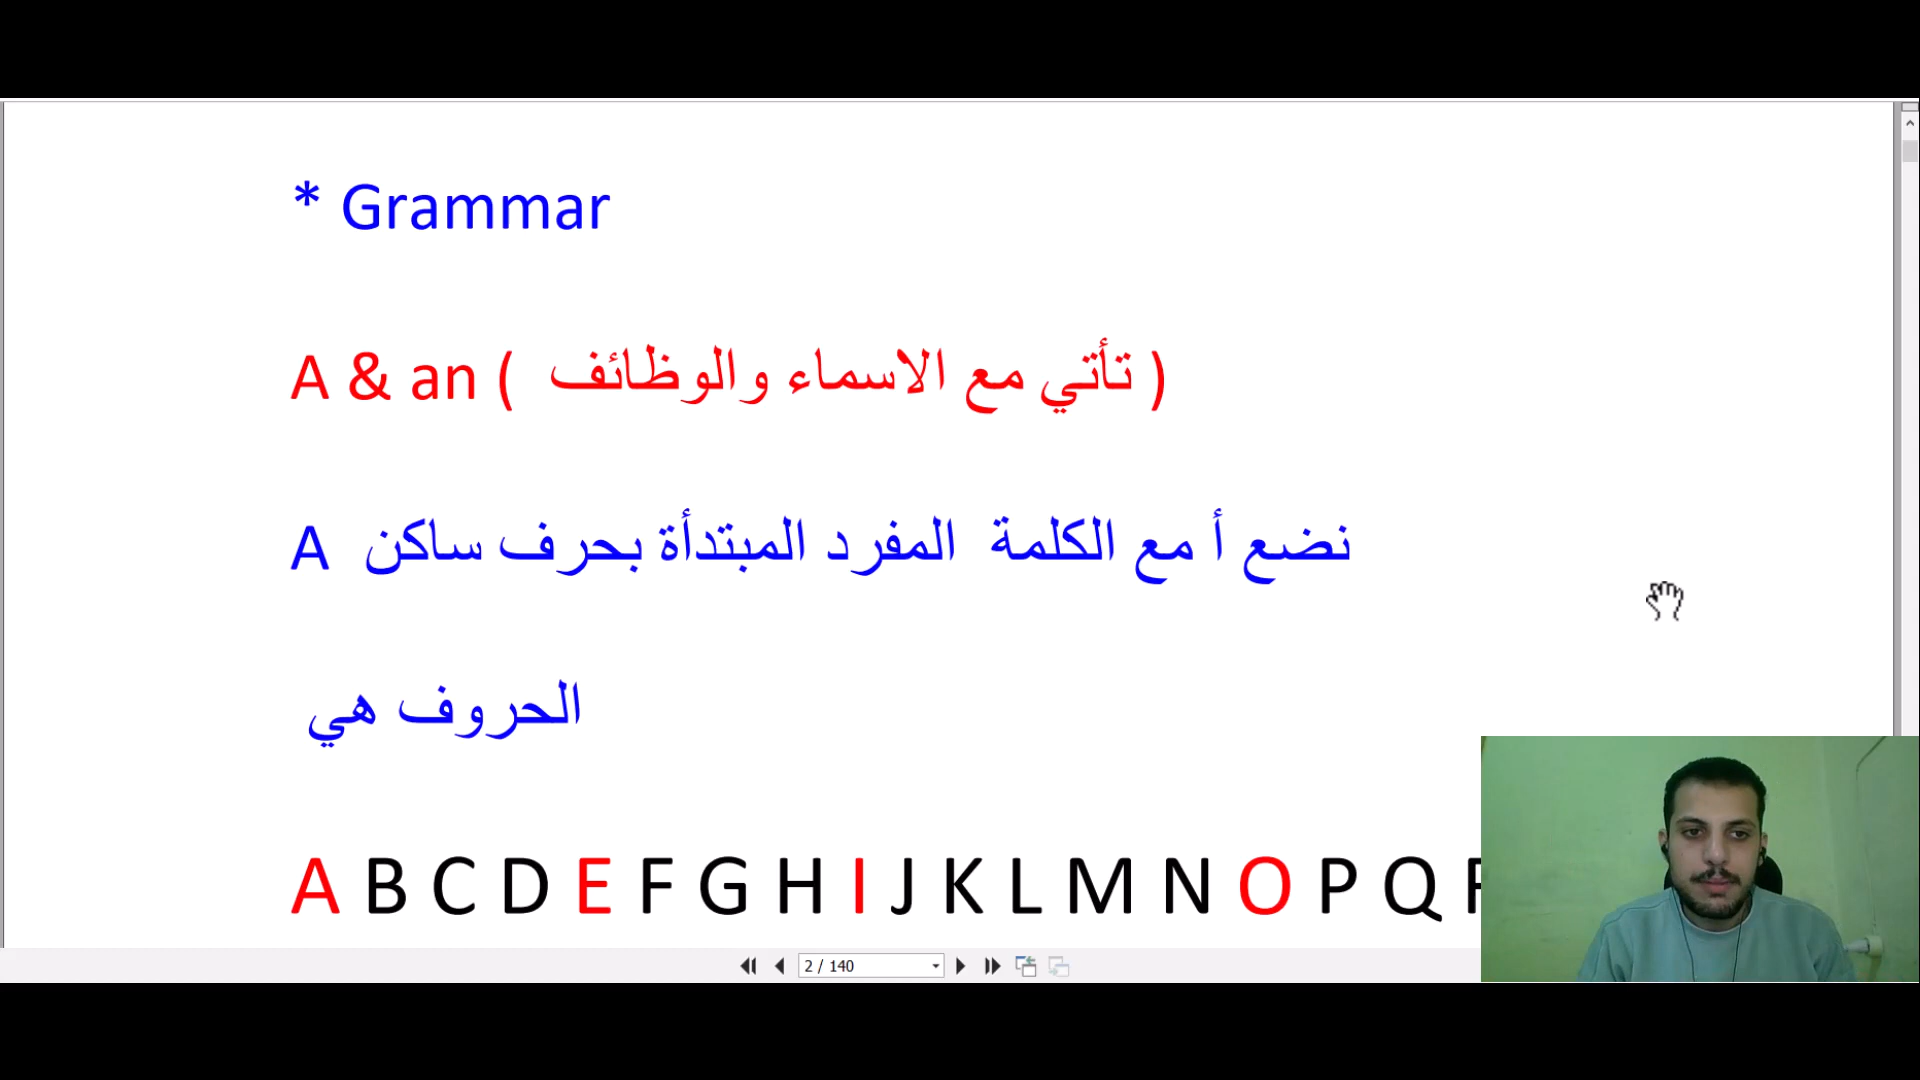 * Grammar
A & an ( تأتي مع الاسماء والوظائف )
A نضع أ مع الكلمة المفرد المبتدأة بحرف ساكن
الحروف هي
A B C D E F G H I J K L M N O P Q
2 / 140